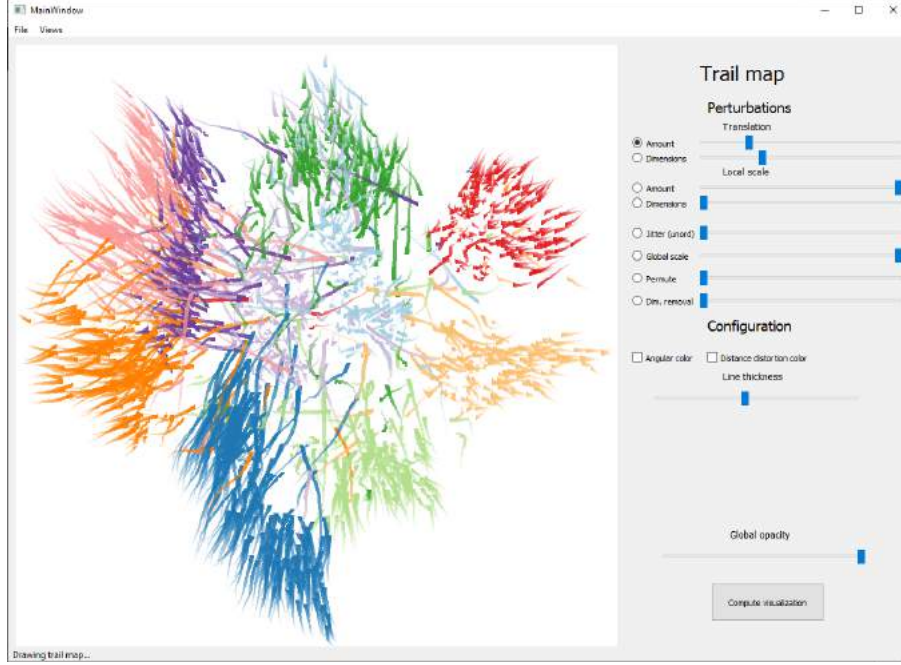 MainWindow
File Views
Trail map
Perturbations
Translation
Amount
Dimensions
Local scale
Amount
Dimensions
Jitter (unord)
Global scale
Permute
Dim. removal
Configuration
Angular color Distance distortion color
Line thickness
Global opacity
Compute visualization
Drawing trail map...